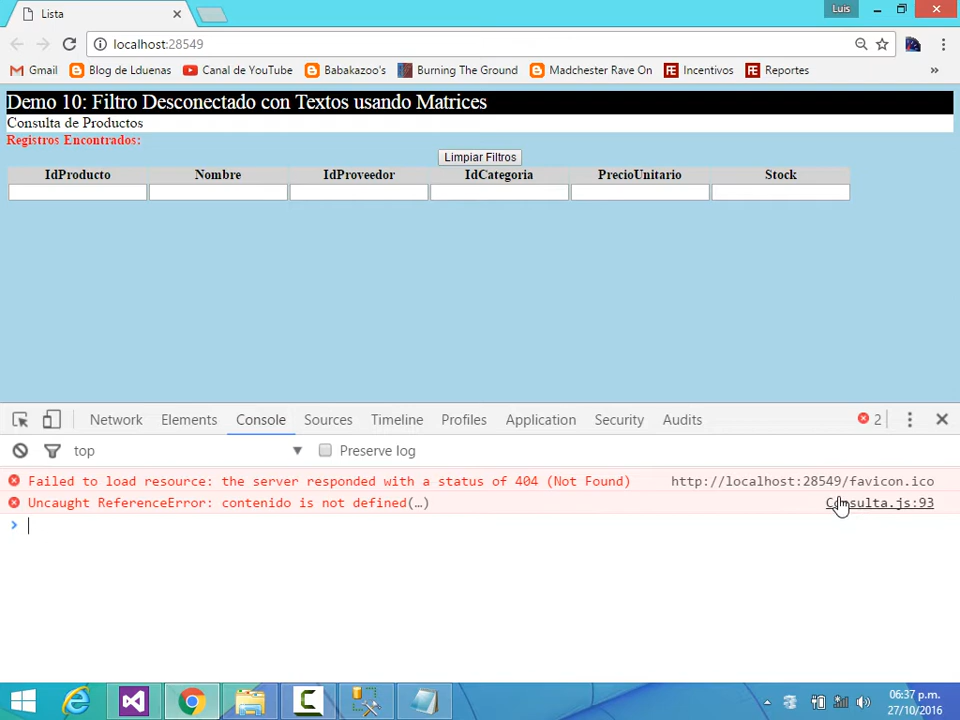 Lista
Luis
localhost:28549
Gmail Blog de Lduenas Canal de YouTube Babakazoo's Burning The Ground Madchester Rave On Incentivos Reportes »
Demo 10: Filtro Desconectado con Textos usando Matrices
Consulta de Productos
Registros Encontrados:
Limpiar Filtros
IdProducto Nombre IdProveedor IdCategoria PrecioUnitario Stock
Network Elements Console Sources Timeline Profiles Application Security Audits 2
top Preserve log
Failed to load resource: the server responded with a status of 404 (Not Found) http://localhost:28549/favicon.ico
Uncaught ReferenceError: contenido is not defined(…) Consulta.js:93
06:37 p.m.
27/10/2016